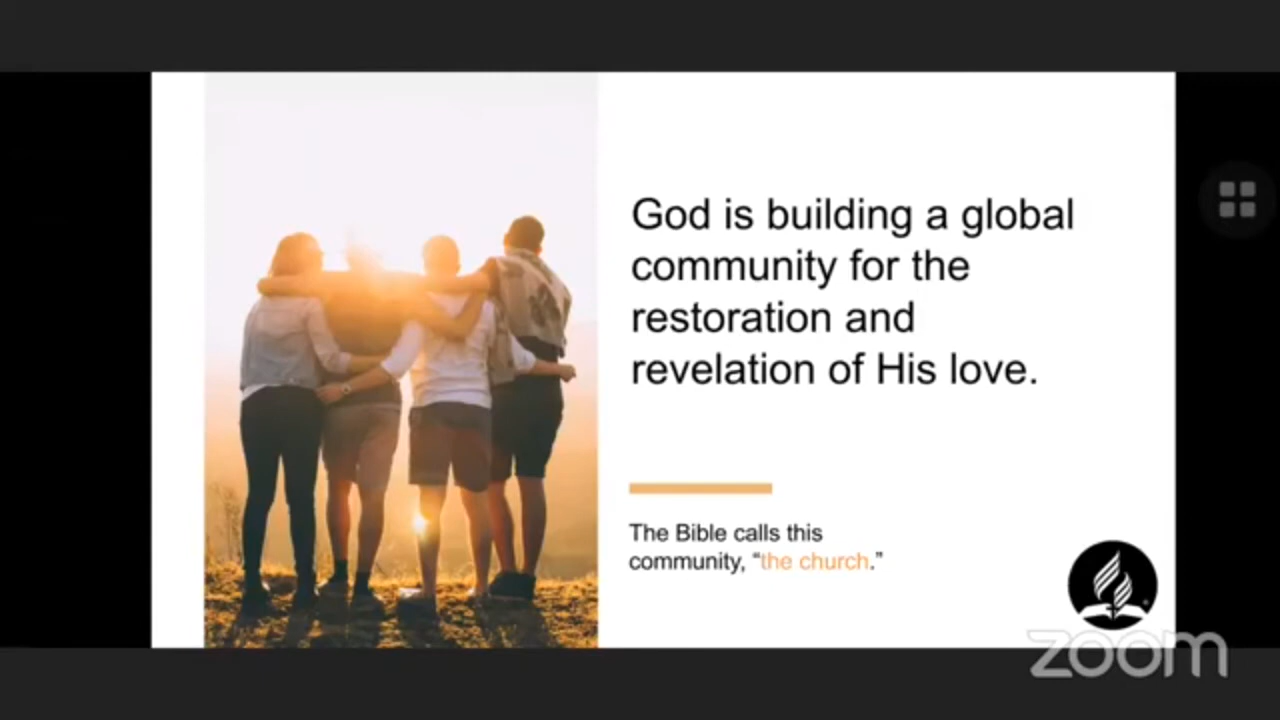 God is building a global
community for the
restoration and
revelation of His love.
The Bible calls this
community, “the church.”
zoom